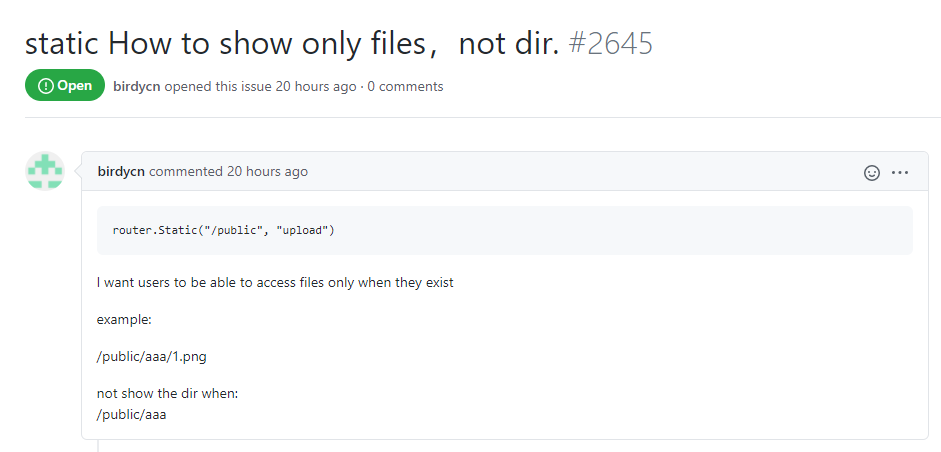 static How to show only files，not dir. #2645
Open birdycn opened this issue 20 hours ago · 0 comments
birdycn commented 20 hours ago
router.Static("/public", "upload")
I want users to be able to access files only when they exist
example:
/public/aaa/1.png
not show the dir when:
/public/aaa